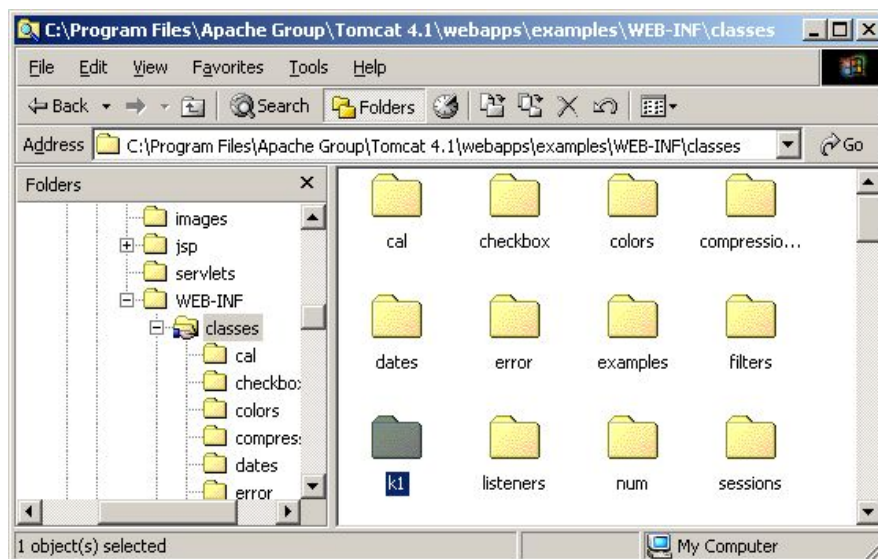 C:\Program Files\Apache Group\Tomcat 4.1\webapps\examples\WEB-INF\classes
File Edit View Favorites Tools Help
Back Search Folders
Address C:\Program Files\Apache Group\Tomcat 4.1\webapps\examples\WEB-INF\classes Go
Folders
images
jsp
servlets
WEB-INF
classes
cal
checkbo
colors
compres
dates
error
cal checkbox colors compressio...
dates error examples filters
k1 listeners num sessions
1 object(s) selected My Computer